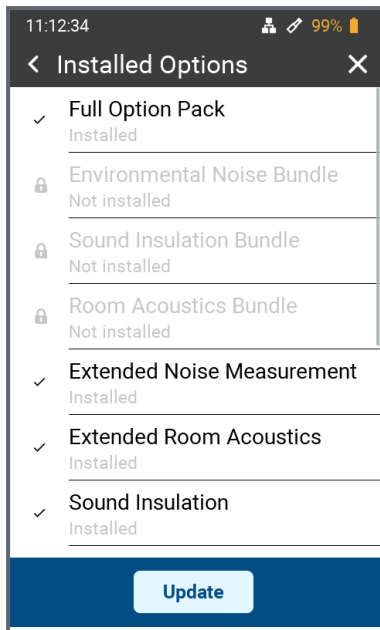 11:12:34 99%
Installed Options
Full Option Pack
Installed
Environmental Noise Bundle
Not installed
Sound Insulation Bundle
Not installed
Room Acoustics Bundle
Not installed
Extended Noise Measurement
Installed
Extended Room Acoustics
Installed
Sound Insulation
Installed
Update